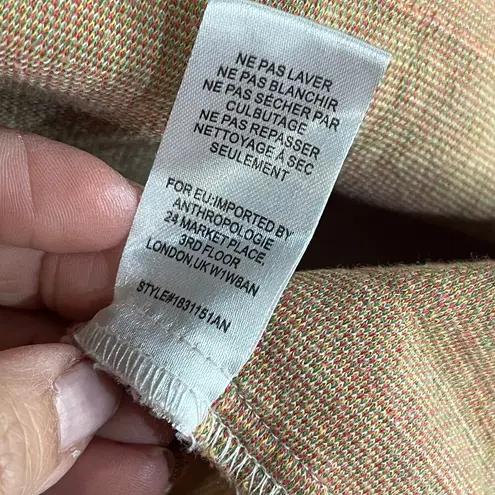 NE PAS LAVER
NE PAS BLANCHIR
NE PAS SÉCHER PAR
CULBUTAGE
NE PAS REPASSER
NETTOYAGE À SEC
SEULEMENT
FOR EU:IMPORTED BY
ANTHROPOLOGIE
24 MARKET PLACE,
3RD FLOOR
LONDON, UK W1W8AN
STYLE#1831151AN